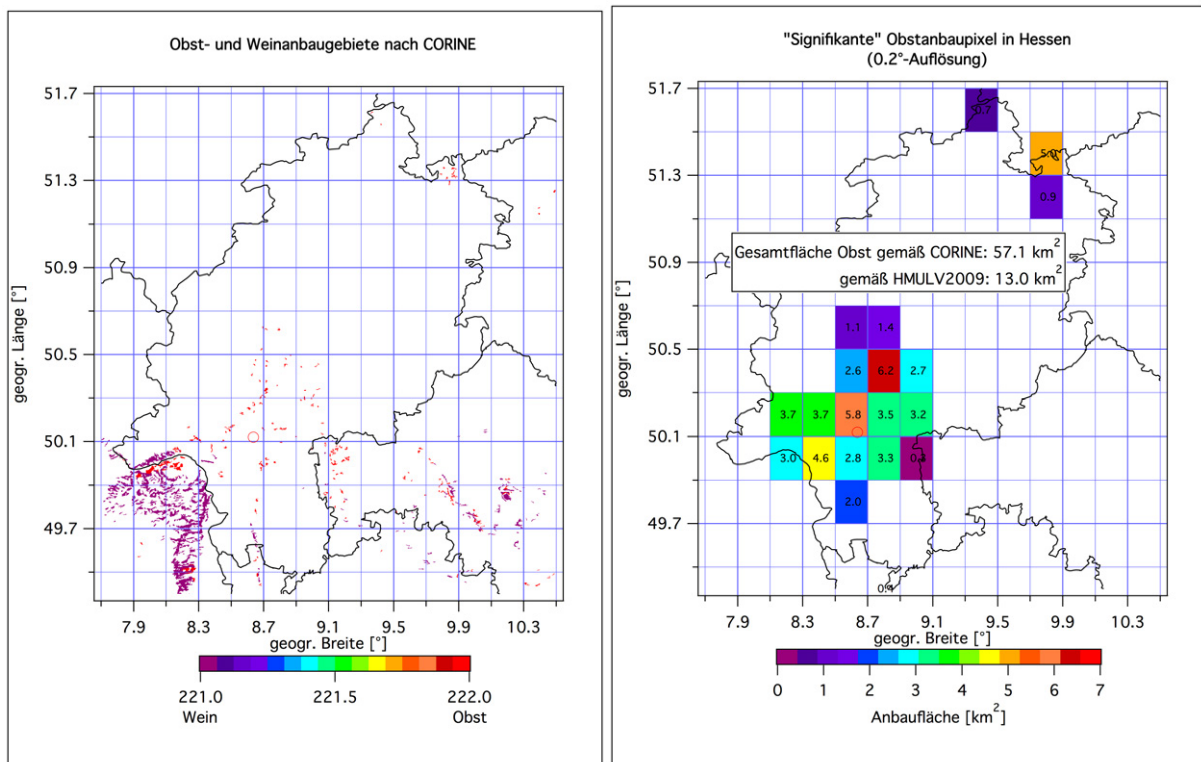 Obst- und Weinanbaugebiete nach CORINE
51.7
51.3
50.9
50.5
50.1
49.7
geogr. Länge [°]
7.9 8.3 8.7 9.1 9.5 9.9 10.3
geogr. Breite [°]
221.0 221.5 222.0
Wein Obst
"Signifikante" Obstanbaupixel in Hessen
(0.2°-Auflösung)
51.7
51.3
50.9
50.5
50.1
49.7
geogr. Länge [°]
0.7
0.9
Gesamtfläche Obst gemäß CORINE: 57.1 km²
gemäß HMULV2009: 13.0 km²
1.1 1.4
2.6 6.2 2.7
3.7 3.7 5.8 3.5 3.2
3.0 4.6 2.8 3.3
2.0
7.9 8.3 8.7 9.1 9.5 9.9 10.3
geogr. Breite [°]
0 1 2 3 4 5 6 7
Anbaufläche [km²]